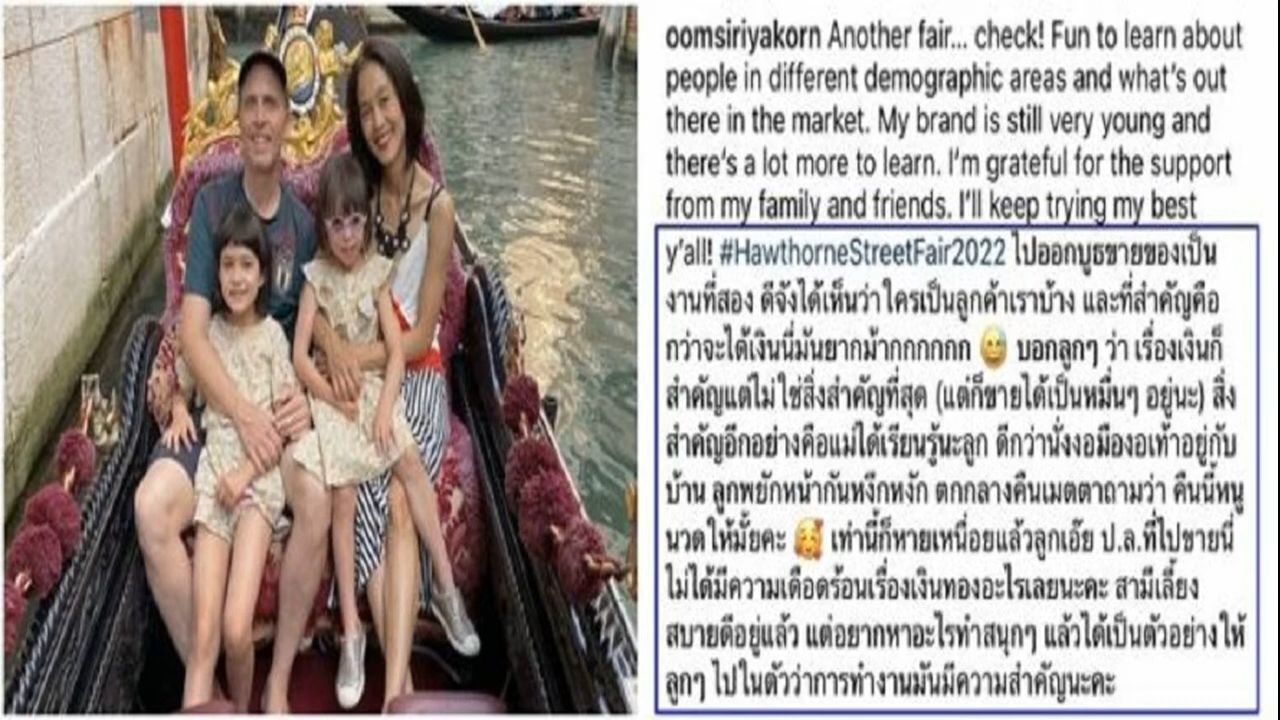 oomsiriyakorn Another fair... check! Fun to learn about
people in different demographic areas and what's out
there in the market. My brand is still very young and
there's a lot more to learn. I'm grateful for the support
from my family and friends. I'll keep trying my best
y'all! #HawthorneStreetFair2022 ไปออกบูธขายของเป็น
งานที่สอง ดีจังได้เห็นว่าใครเป็นลูกค้าเราบ้าง และที่สำคัญคือ
กว่าจะได้เงินนี่มันยากม้ากกกกกก 😅 บอกลูกๆ ว่า เรื่องเงินก็
สำคัญแต่ไม่ใช่สิ่งสำคัญที่สุด (แต่ก็ขายได้เป็นหมื่นๆ อยู่นะ) สิ่ง
สำคัญอีกอย่างคือแม่ได้เรียนรู้นะลูก ดีกว่านั่งงอมืองอเท้าอยู่กับ
บ้าน ลูกพยักหน้ากันหงึกหงัก ตกกลางคืนเมตตาถามว่า คืนนี้หนู
นวดให้มั้ยคะ 🥰 เท่านี้ก็หายเหนื่อยแล้วลูกเอ๊ย ป.ล.ที่ไปขายนี่
ไม่ได้มีความเดือดร้อนเรื่องเงินทองอะไรเลยนะคะ สามีเลี้ยง
สบายดีอยู่แล้ว แต่อยากหาอะไรทำสนุกๆ แล้วได้เป็นตัวอย่างให้
ลูกๆ ไปในตัวว่าการทำงานมันมีความสำคัญนะคะ